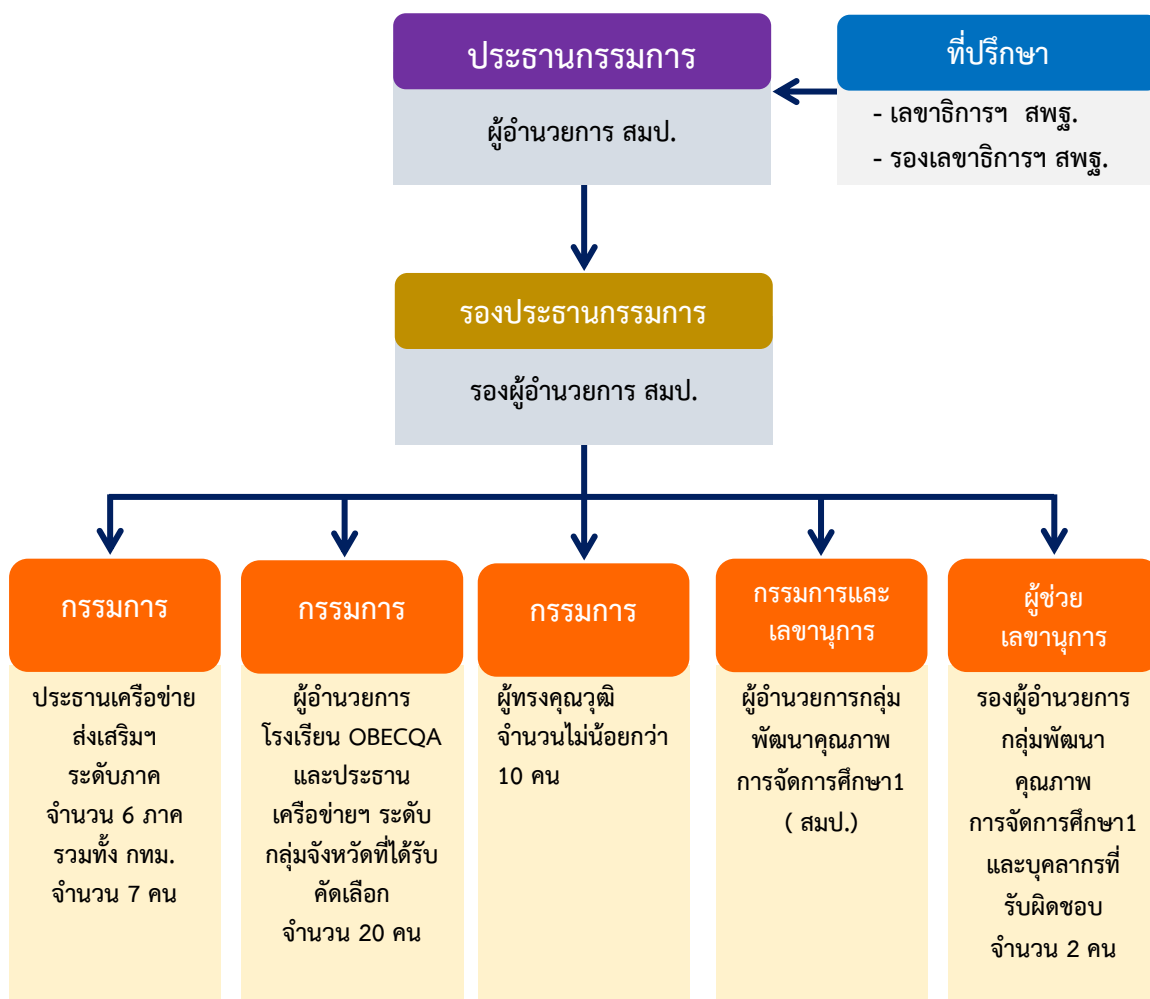 ประธานกรรมการ
ผู้อำนวยการ สมป.
ที่ปรึกษา
- เลขาธิการฯ สพฐ.
- รองเลขาธิการฯ สพฐ.
รองประธานกรรมการ
รองผู้อำนวยการ สมป.
กรรมการ
ประธานเครือข่าย
ส่งเสริมฯ
ระดับภาค
จำนวน 6 ภาค
รวมทั้ง กทม.
จำนวน 7 คน
กรรมการ
ผู้อำนวยการ
โรงเรียน OBECQA
และประธาน
เครือข่ายฯ ระดับ
กลุ่มจังหวัดที่ได้รับ
คัดเลือก
จำนวน 20 คน
กรรมการ
ผู้ทรงคุณวุฒิ
จำนวนไม่น้อยกว่า
10 คน
กรรมการและ
เลขานุการ
ผู้อำนวยการกลุ่ม
พัฒนาคุณภาพ
การจัดการศึกษา1
( สมป.)
ผู้ช่วย
เลขานุการ
รองผู้อำนวยการ
กลุ่มพัฒนา
คุณภาพ
การจัดการศึกษา1
และบุคลากรที่
รับผิดชอบ
จำนวน 2 คน